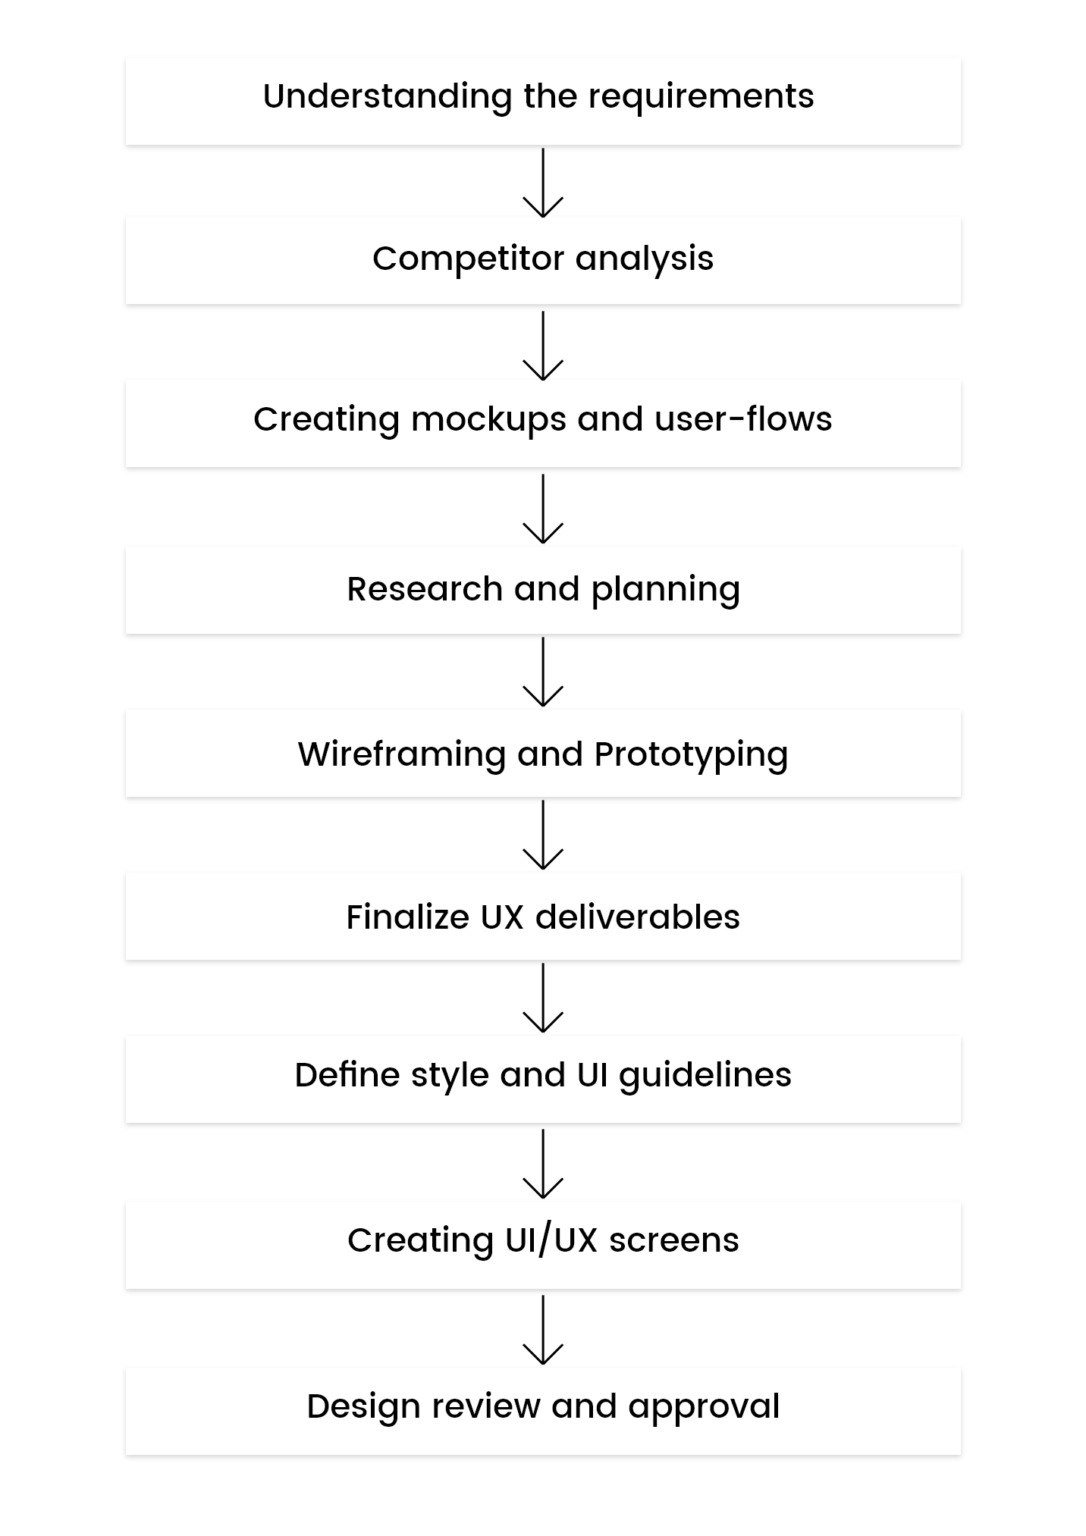 Understanding the requirements
Competitor analysis
Creating mockups and user-flows
Research and planning
Wireframing and Prototyping
Finalize UX deliverables
Define style and UI guidelines
Creating UI/UX screens
Design review and approval